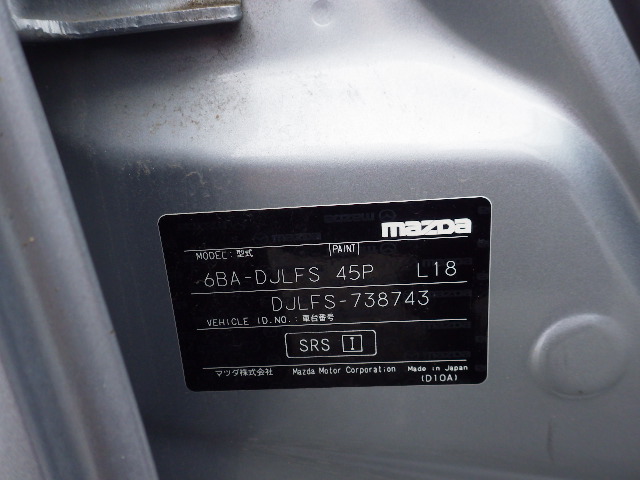 mazda
MODEC: 型式 PAINT
6BA-DJLFS 45P L18
DJLFS-738743
VEHICLE ID.NO.: 車台番号
SRS I
マツダ株式会社 Mazda Motor Corporation Made in Japan
(D10A)